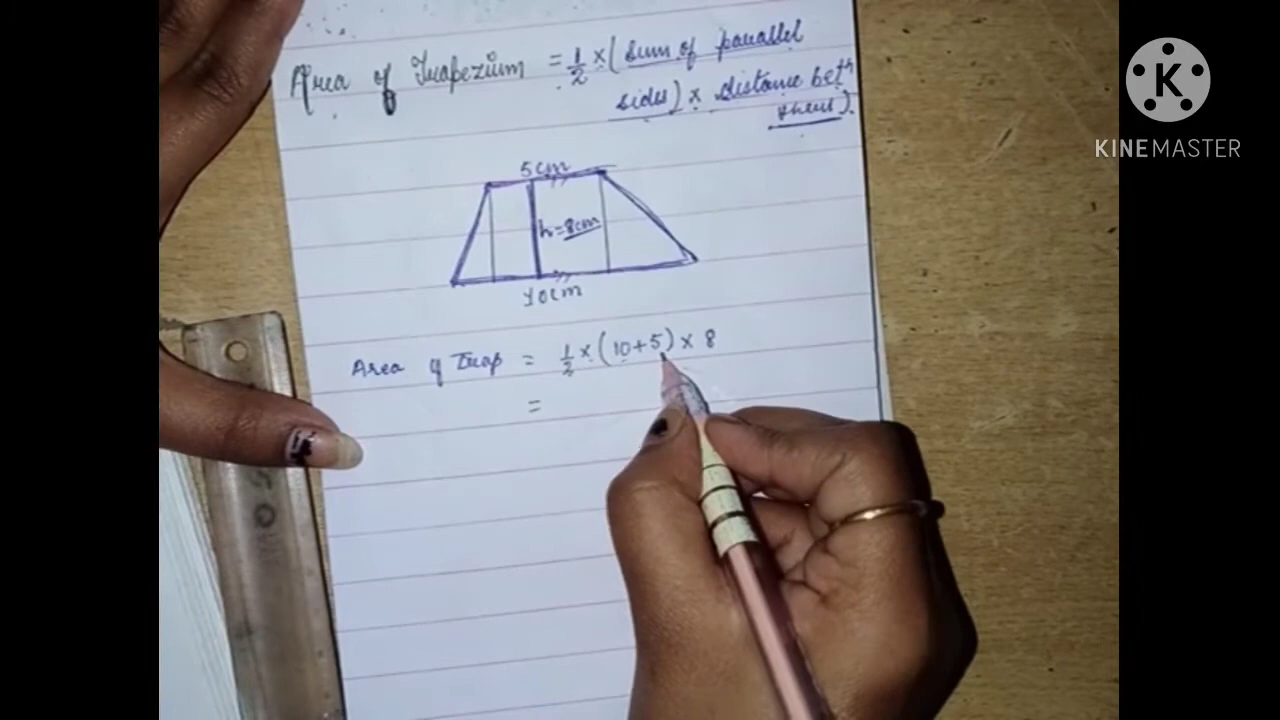 Area of Trapezium = 1/2 × (sum of parallel
sides) × distance beth
them).
5cm
h=8cm
10cm
Area of Trap = 1/2 × (10+5) × 8
=
K
KINEMASTER